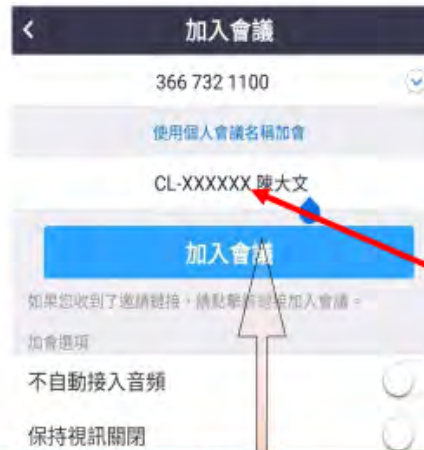 加入會議
366 732 1100
使用個人會議名稱加會
CL-XXXXXX 陳大文
加入會議
如果您收到了邀請鏈接，請點擊 鏈接加入會議。
加會選項
不自動接入音頻
保持視訊關閉